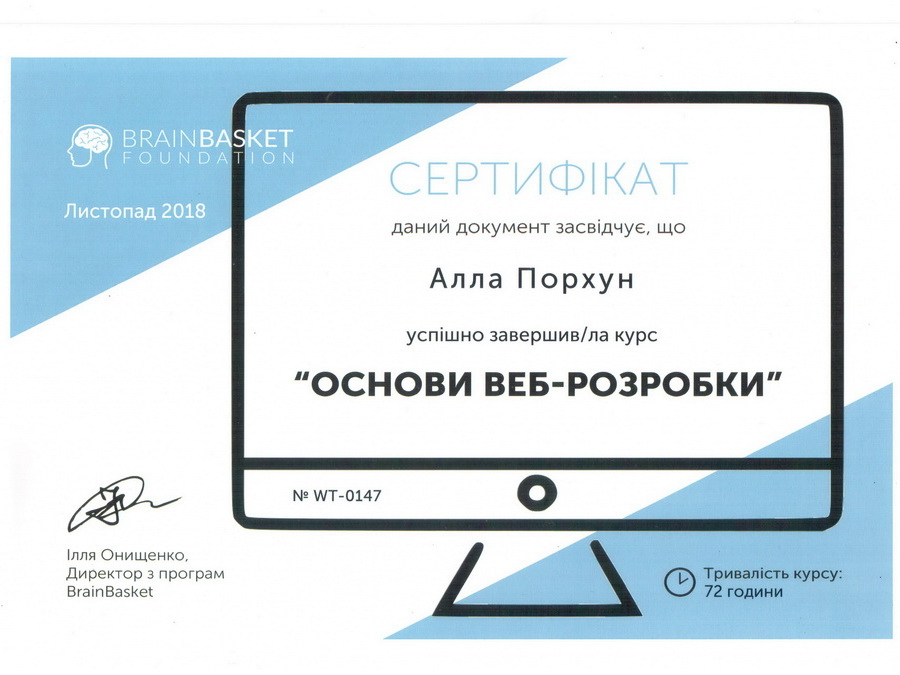 BRAINBASKET
FOUNDATION
Листопад 2018
СЕРТИФІКАТ
даний документ засвідчує, що
Алла Порхун
успішно завершив/ла курс
“ОСНОВИ ВЕБ-РОЗРОБКИ”
№ WT-0147
Ілля Онищенко,
Директор з програм
BrainBasket
Тривалість курсу:
72 години